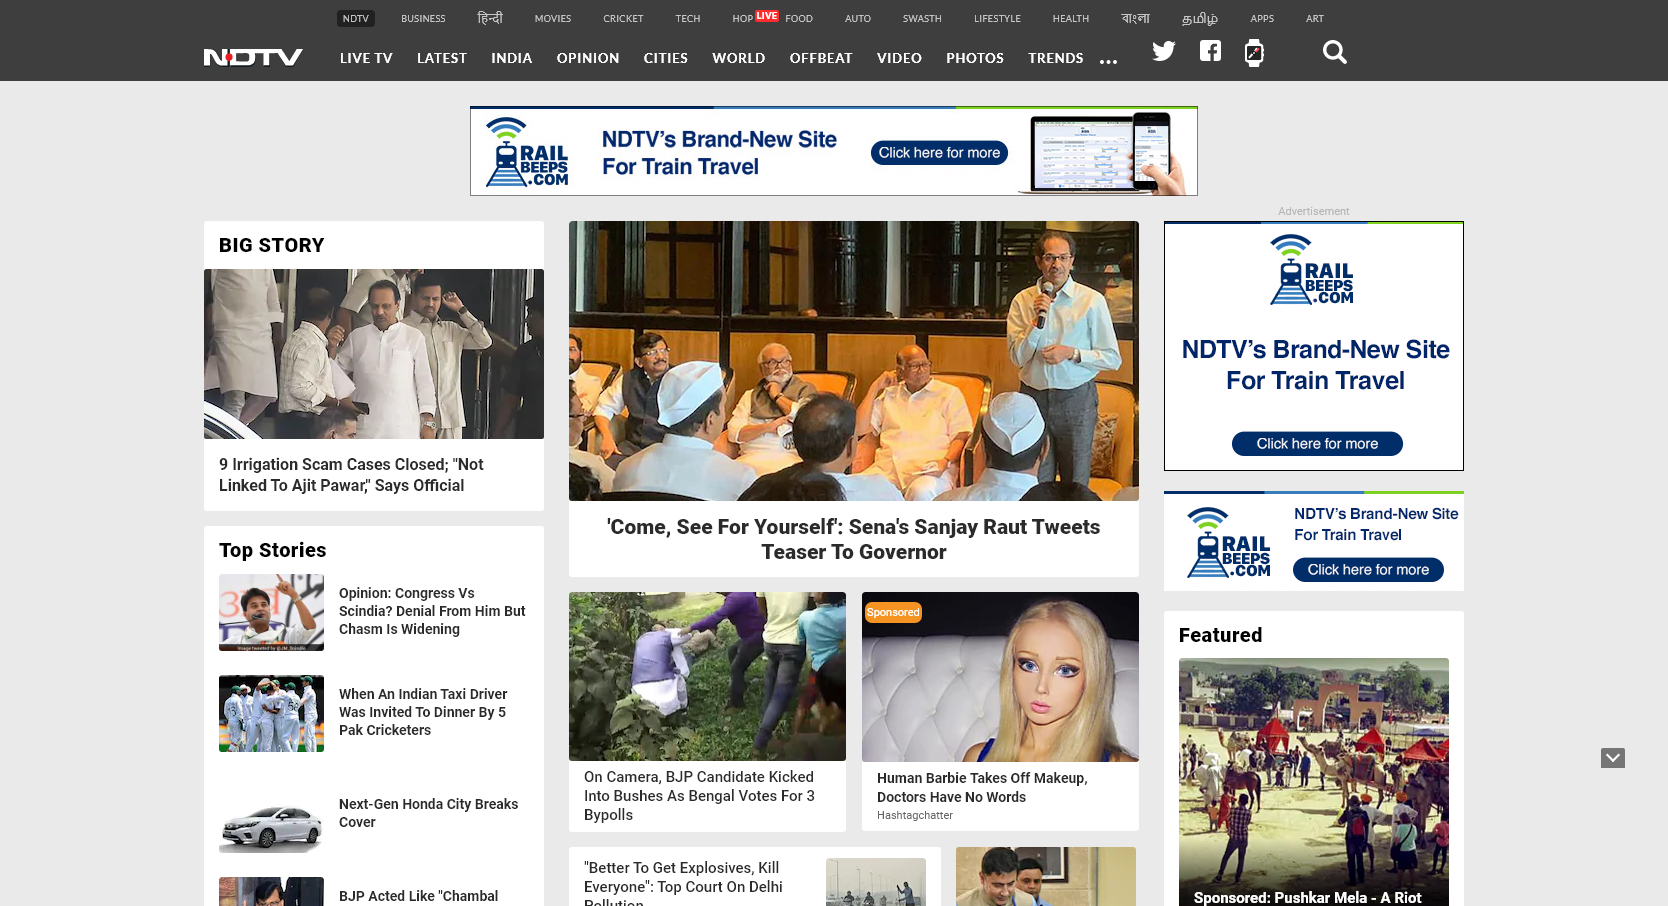 NDTV BUSINESS हिन्दी MOVIES CRICKET TECH HOP LIVE FOOD AUTO SWASTH LIFESTYLE HEALTH বাংলা தமிழ் APPS ART
NDTV LIVE TV LATEST INDIA OPINION CITIES WORLD OFFBEAT VIDEO PHOTOS TRENDS ...
RAIL
BEEPS
.COM
NDTV's Brand-New Site
For Train Travel
Click here for more
BIG STORY
9 Irrigation Scam Cases Closed; "Not
Linked To Ajit Pawar," Says Official
Top Stories
Opinion: Congress Vs
Scindia? Denial From Him But
Chasm Is Widening
When An Indian Taxi Driver
Was Invited To Dinner By 5
Pak Cricketers
Next-Gen Honda City Breaks
Cover
BJP Acted Like "Chambal
'Come, See For Yourself': Sena's Sanjay Raut Tweets
Teaser To Governor
On Camera, BJP Candidate Kicked
Into Bushes As Bengal Votes For 3
Bypolls
Sponsored
Human Barbie Takes Off Makeup,
Doctors Have No Words
Hashtagchatter
"Better To Get Explosives, Kill
Everyone": Top Court On Delhi
Pollution
Advertisement
RAIL
BEEPS
.COM
NDTV's Brand-New Site
For Train Travel
Click here for more
RAIL
BEEPS
.COM
NDTV's Brand-New Site
For Train Travel
Click here for more
Featured
Sponsored: Pushkar Mela - A Riot